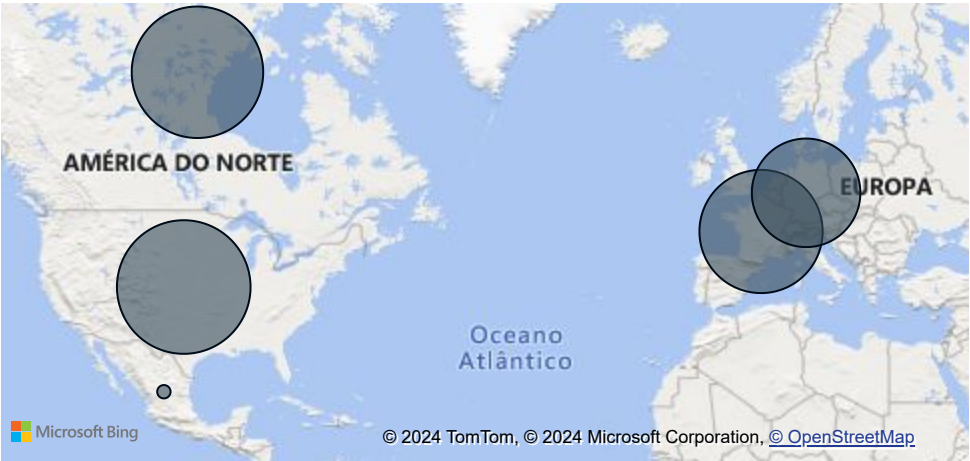 AMÉRICA DO NORTE
EUROPA
Oceano
Atlântico
Microsoft Bing
© 2024 TomTom, © 2024 Microsoft Corporation, © OpenStreetMap